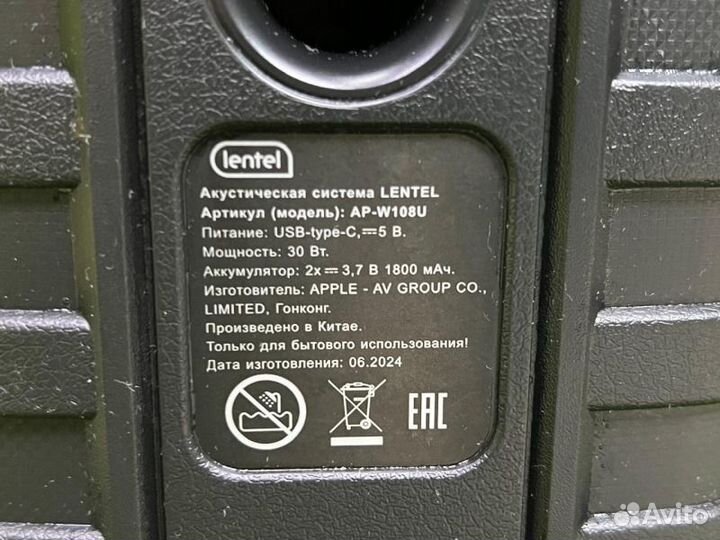 lentel
Акустическая система LENTEL
Артикул (модель): AP-W108U
Питание: USB-type-C,⎓5 В.
Мощность: 30 Вт.
Аккумулятор: 2x⎓3,7 В 1800 мАч.
Изготовитель: APPLE - AV GROUP CO.,
LIMITED, Гонконг.
Произведено в Китае.
Только для бытового использования!
Дата изготовления: 06.2024
EAC
Avito